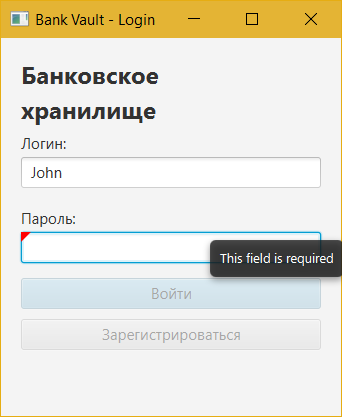 Bank Vault - Login
Банковское
хранилище
Логин:
John
Пароль:
This field is required
Войти
Зарегистрироваться